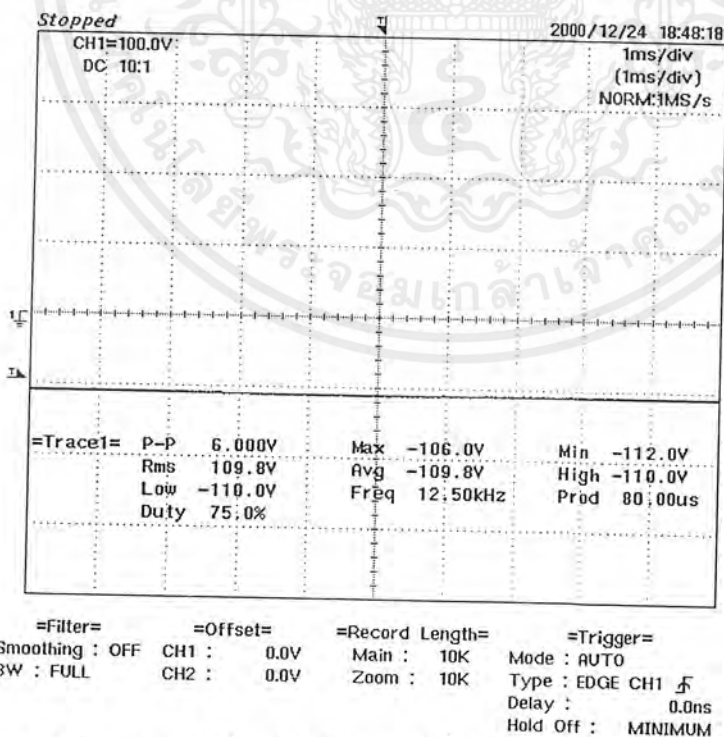 Stopped 2000/12/24 18:48:18
CH1=100.0V 1ms/div
DC 10:1 (1ms/div)
NORM:1MS/s
=Trace1= P-P 6.000V Max -106.0V Min -112.0V
Rms 109.8V Avg -109.8V High -110.0V
Low -110.0V Freq 12.50kHz Prod 80.00us
Duty 75.0%
=Filter= =Offset= =Record Length= =Trigger=
Smoothing : OFF CH1 : 0.0V Main : 10K Mode : AUTO
BW : FULL CH2 : 0.0V Zoom : 10K Type : EDGE CH1
Delay : 0.0ns
Hold Off : MINIMUM